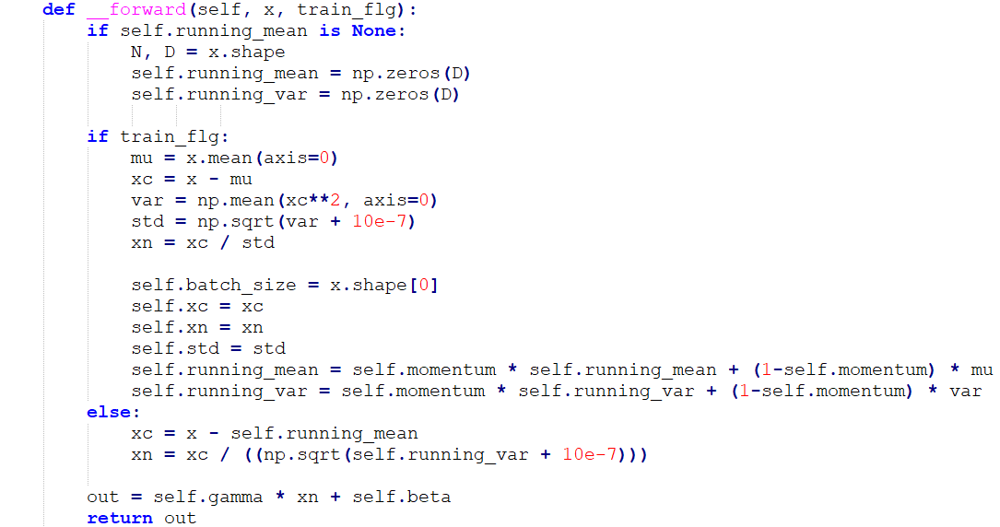 def __forward(self, x, train_flg):
    if self.running_mean is None:
        N, D = x.shape
        self.running_mean = np.zeros(D)
        self.running_var = np.zeros(D)
    if train_flg:
        mu = x.mean(axis=0)
        xc = x - mu
        var = np.mean(xc**2, axis=0)
        std = np.sqrt(var + 10e-7)
        xn = xc / std
        self.batch_size = x.shape[0]
        self.xc = xc
        self.xn = xn
        self.std = std
        self.running_mean = self.momentum * self.running_mean + (1-self.momentum) * mu
        self.running_var = self.momentum * self.running_var + (1-self.momentum) * var
    else:
        xc = x - self.running_mean
        xn = xc / ((np.sqrt(self.running_var + 10e-7)))
    out = self.gamma * xn + self.beta
    return out